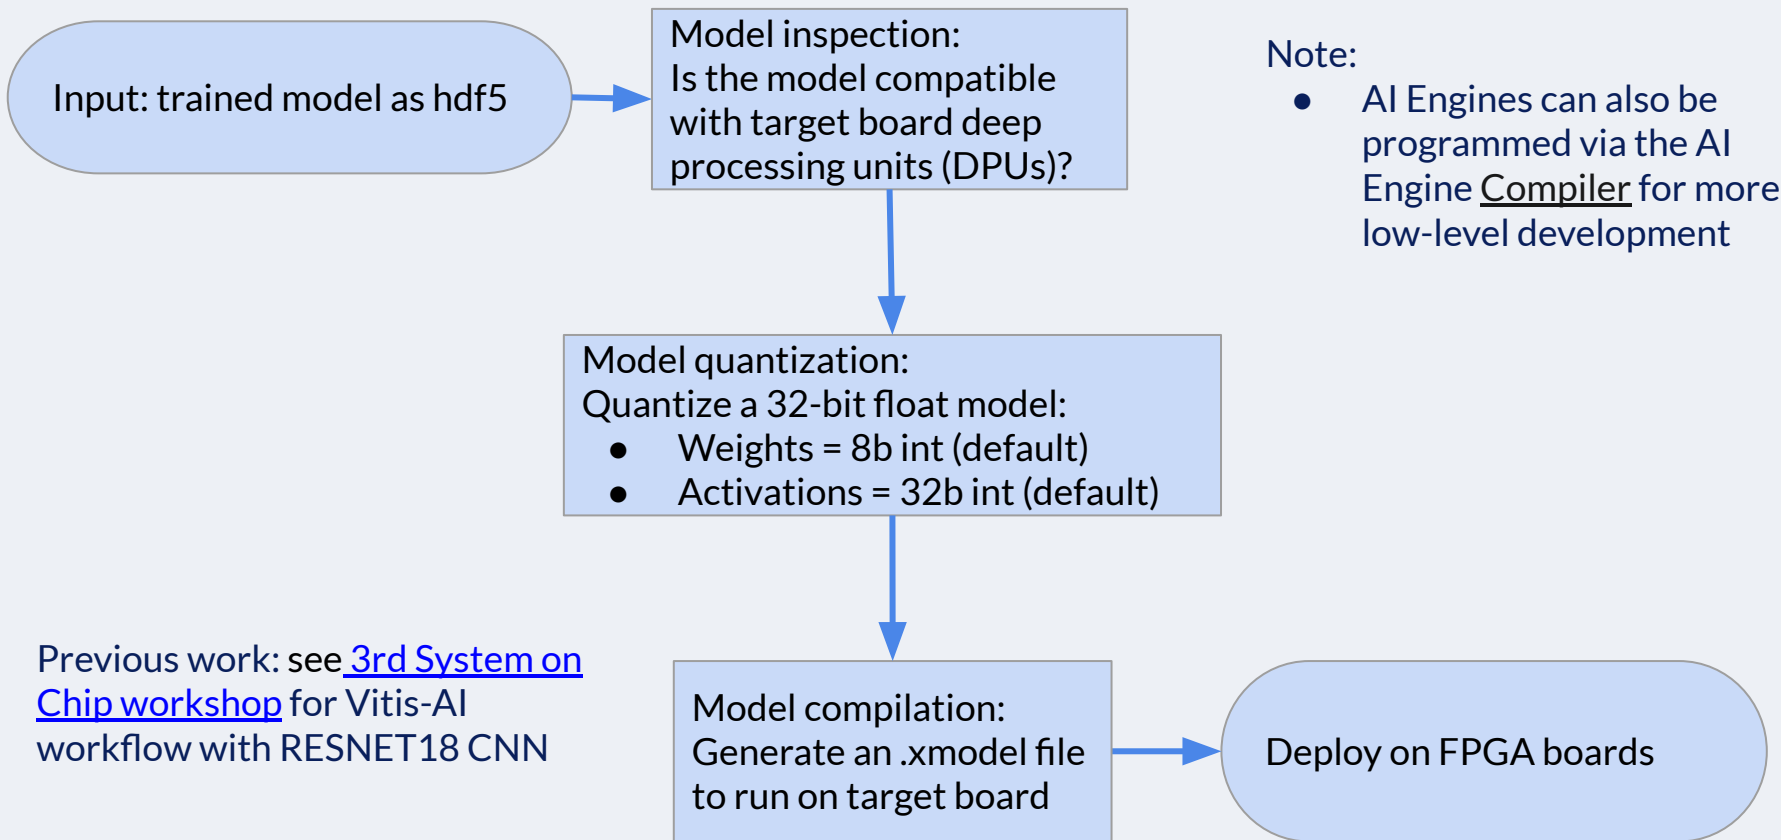 Input: trained model as hdf5
Model inspection:
Is the model compatible
with target board deep
processing units (DPUs)?
Note:
● AI Engines can also be
programmed via the AI
Engine Compiler for more
low-level development
Model quantization:
Quantize a 32-bit float model:
● Weights = 8b int (default)
● Activations = 32b int (default)
Previous work: see 3rd System on
Chip workshop for Vitis-AI
workflow with RESNET18 CNN
Model compilation:
Generate an .xmodel file
to run on target board
Deploy on FPGA boards